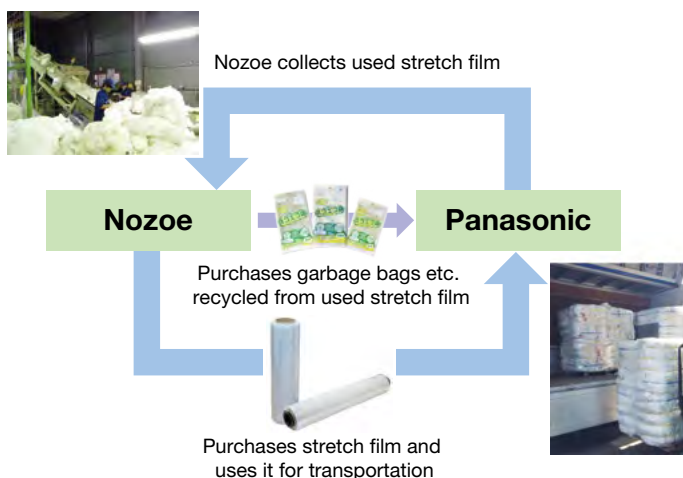 Nozoe collects used stretch film
Nozoe
Panasonic
Purchases garbage bags etc.
recycled from used stretch film
Purchases stretch film and
uses it for transportation